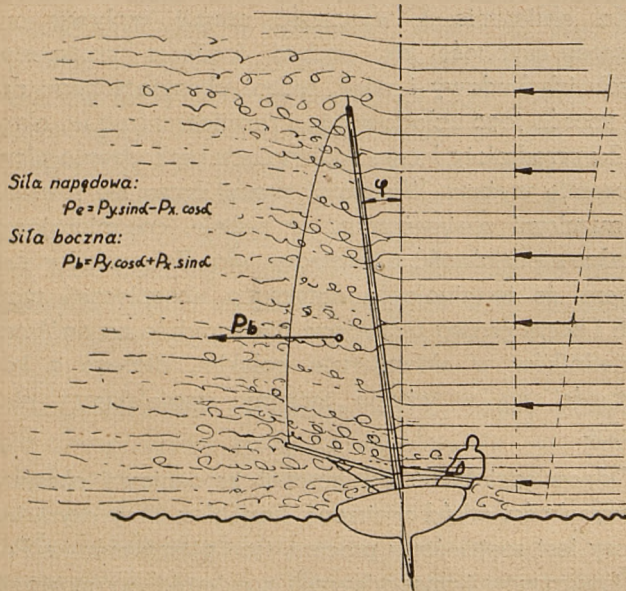 Siła napędowa:
Pe=Py.sinα-Px.cosα
Siła boczna:
Pb=Py.cosα+Px.sinα
φ
Pb